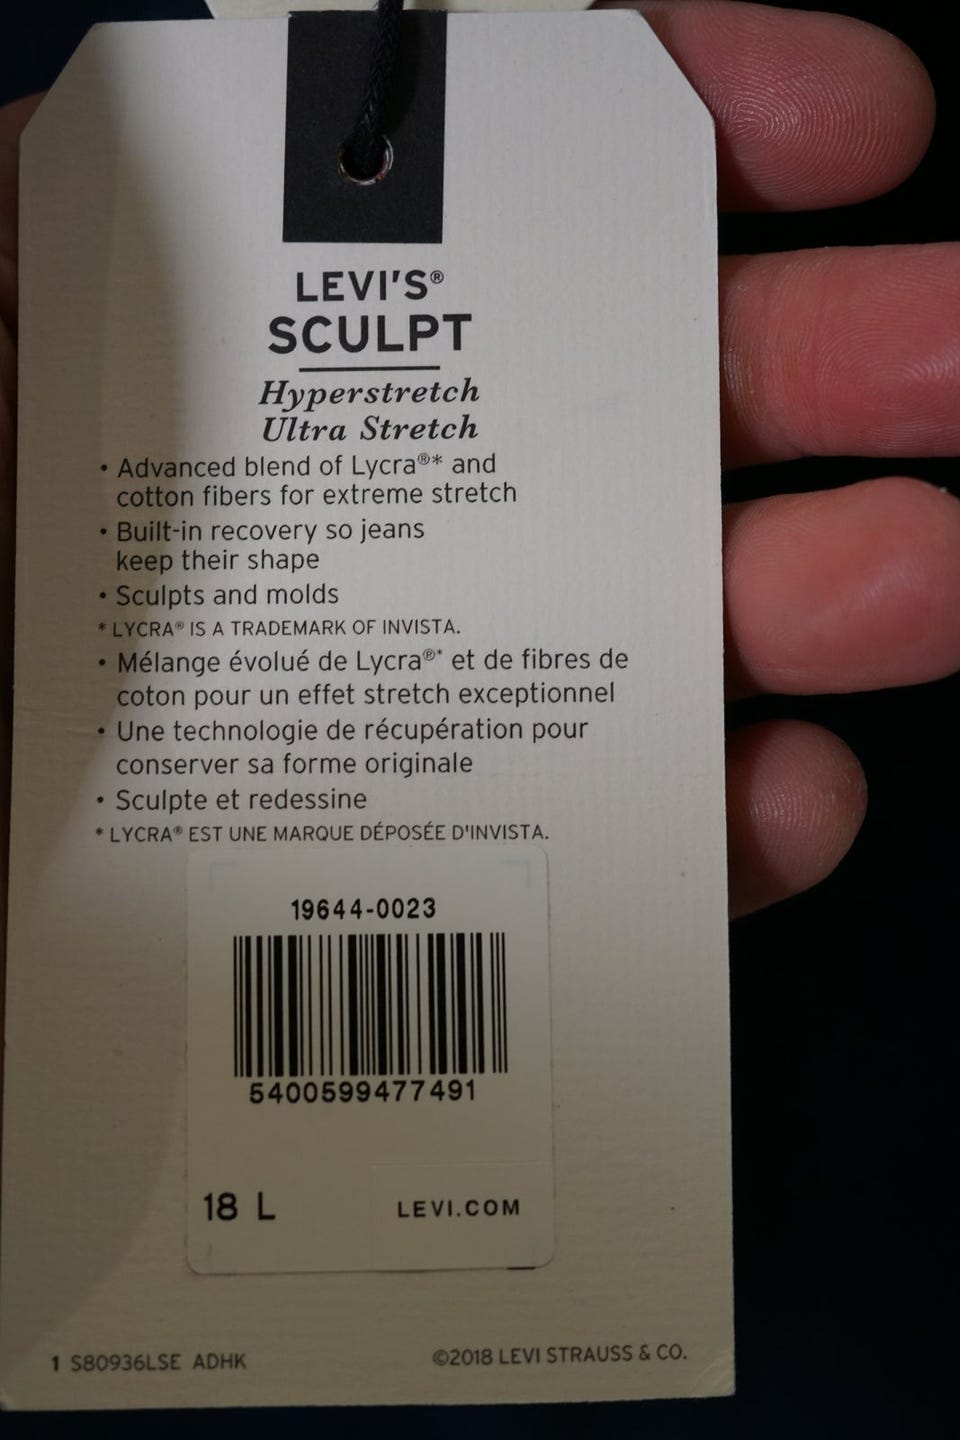 LEVI'S®
SCULPT
Hyperstretch
Ultra Stretch
• Advanced blend of Lycra®* and
cotton fibers for extreme stretch
• Built-in recovery so jeans
keep their shape
• Sculpts and molds
* LYCRA® IS A TRADEMARK OF INVISTA.
• Mélange évolué de Lycra®* et de fibres de
coton pour un effet stretch exceptionnel
• Une technologie de récupération pour
conserver sa forme originale
• Sculpte et redessine
* LYCRA® EST UNE MARQUE DÉPOSÉE D'INVISTA.
19644-0023
5400599477491
18 L LEVI.COM
1 S80936LSE ADHK ©2018 LEVI STRAUSS & CO.